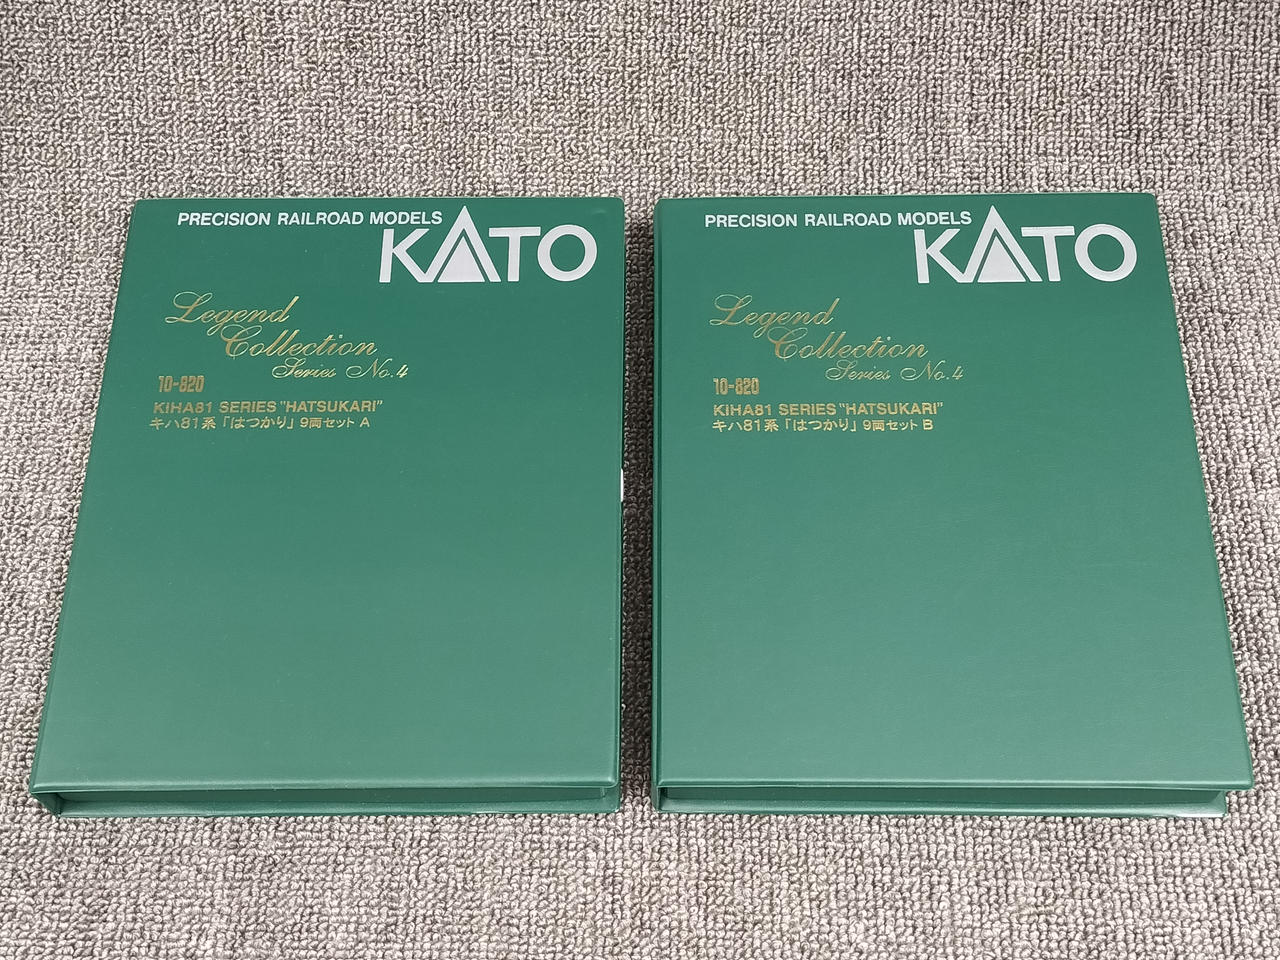 PRECISION RAILROAD MODELS
KATO
Legend
Collection
Series No.4
10-820
KIHA81 SERIES "HATSUKARI"
キハ81系「はつかり」9両セット A
PRECISION RAILROAD MODELS
KATO
Legend
Collection
Series No.4
10-820
KIHA81 SERIES "HATSUKARI"
キハ81系「はつかり」9両セット B